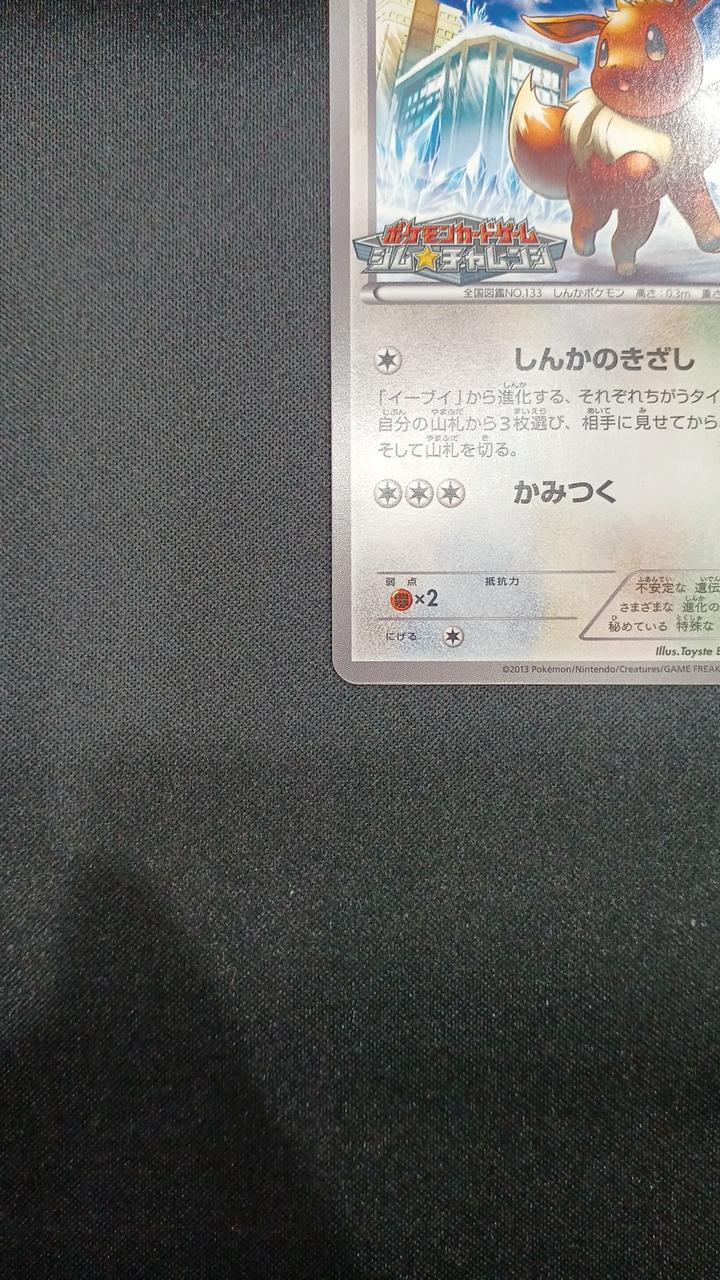 ポケモンカードゲーム
ジム★チャレンジ
全国図鑑NO.133 しんかポケモン 高さ:0.3m 重さ
しんかのきざし
「イーブイ」から進化する、それぞれちがうタイ
自分の山札から3枚選び、相手に見せてから、
そして山札を切る。
かみつく
弱点 抵抗力
×2
にげる
不安定な 遺伝
さまざまな 進化の
秘めている 特殊な
Illus.Toyste
©2013 Pokémon/Nintendo/Creatures/GAME FREAK